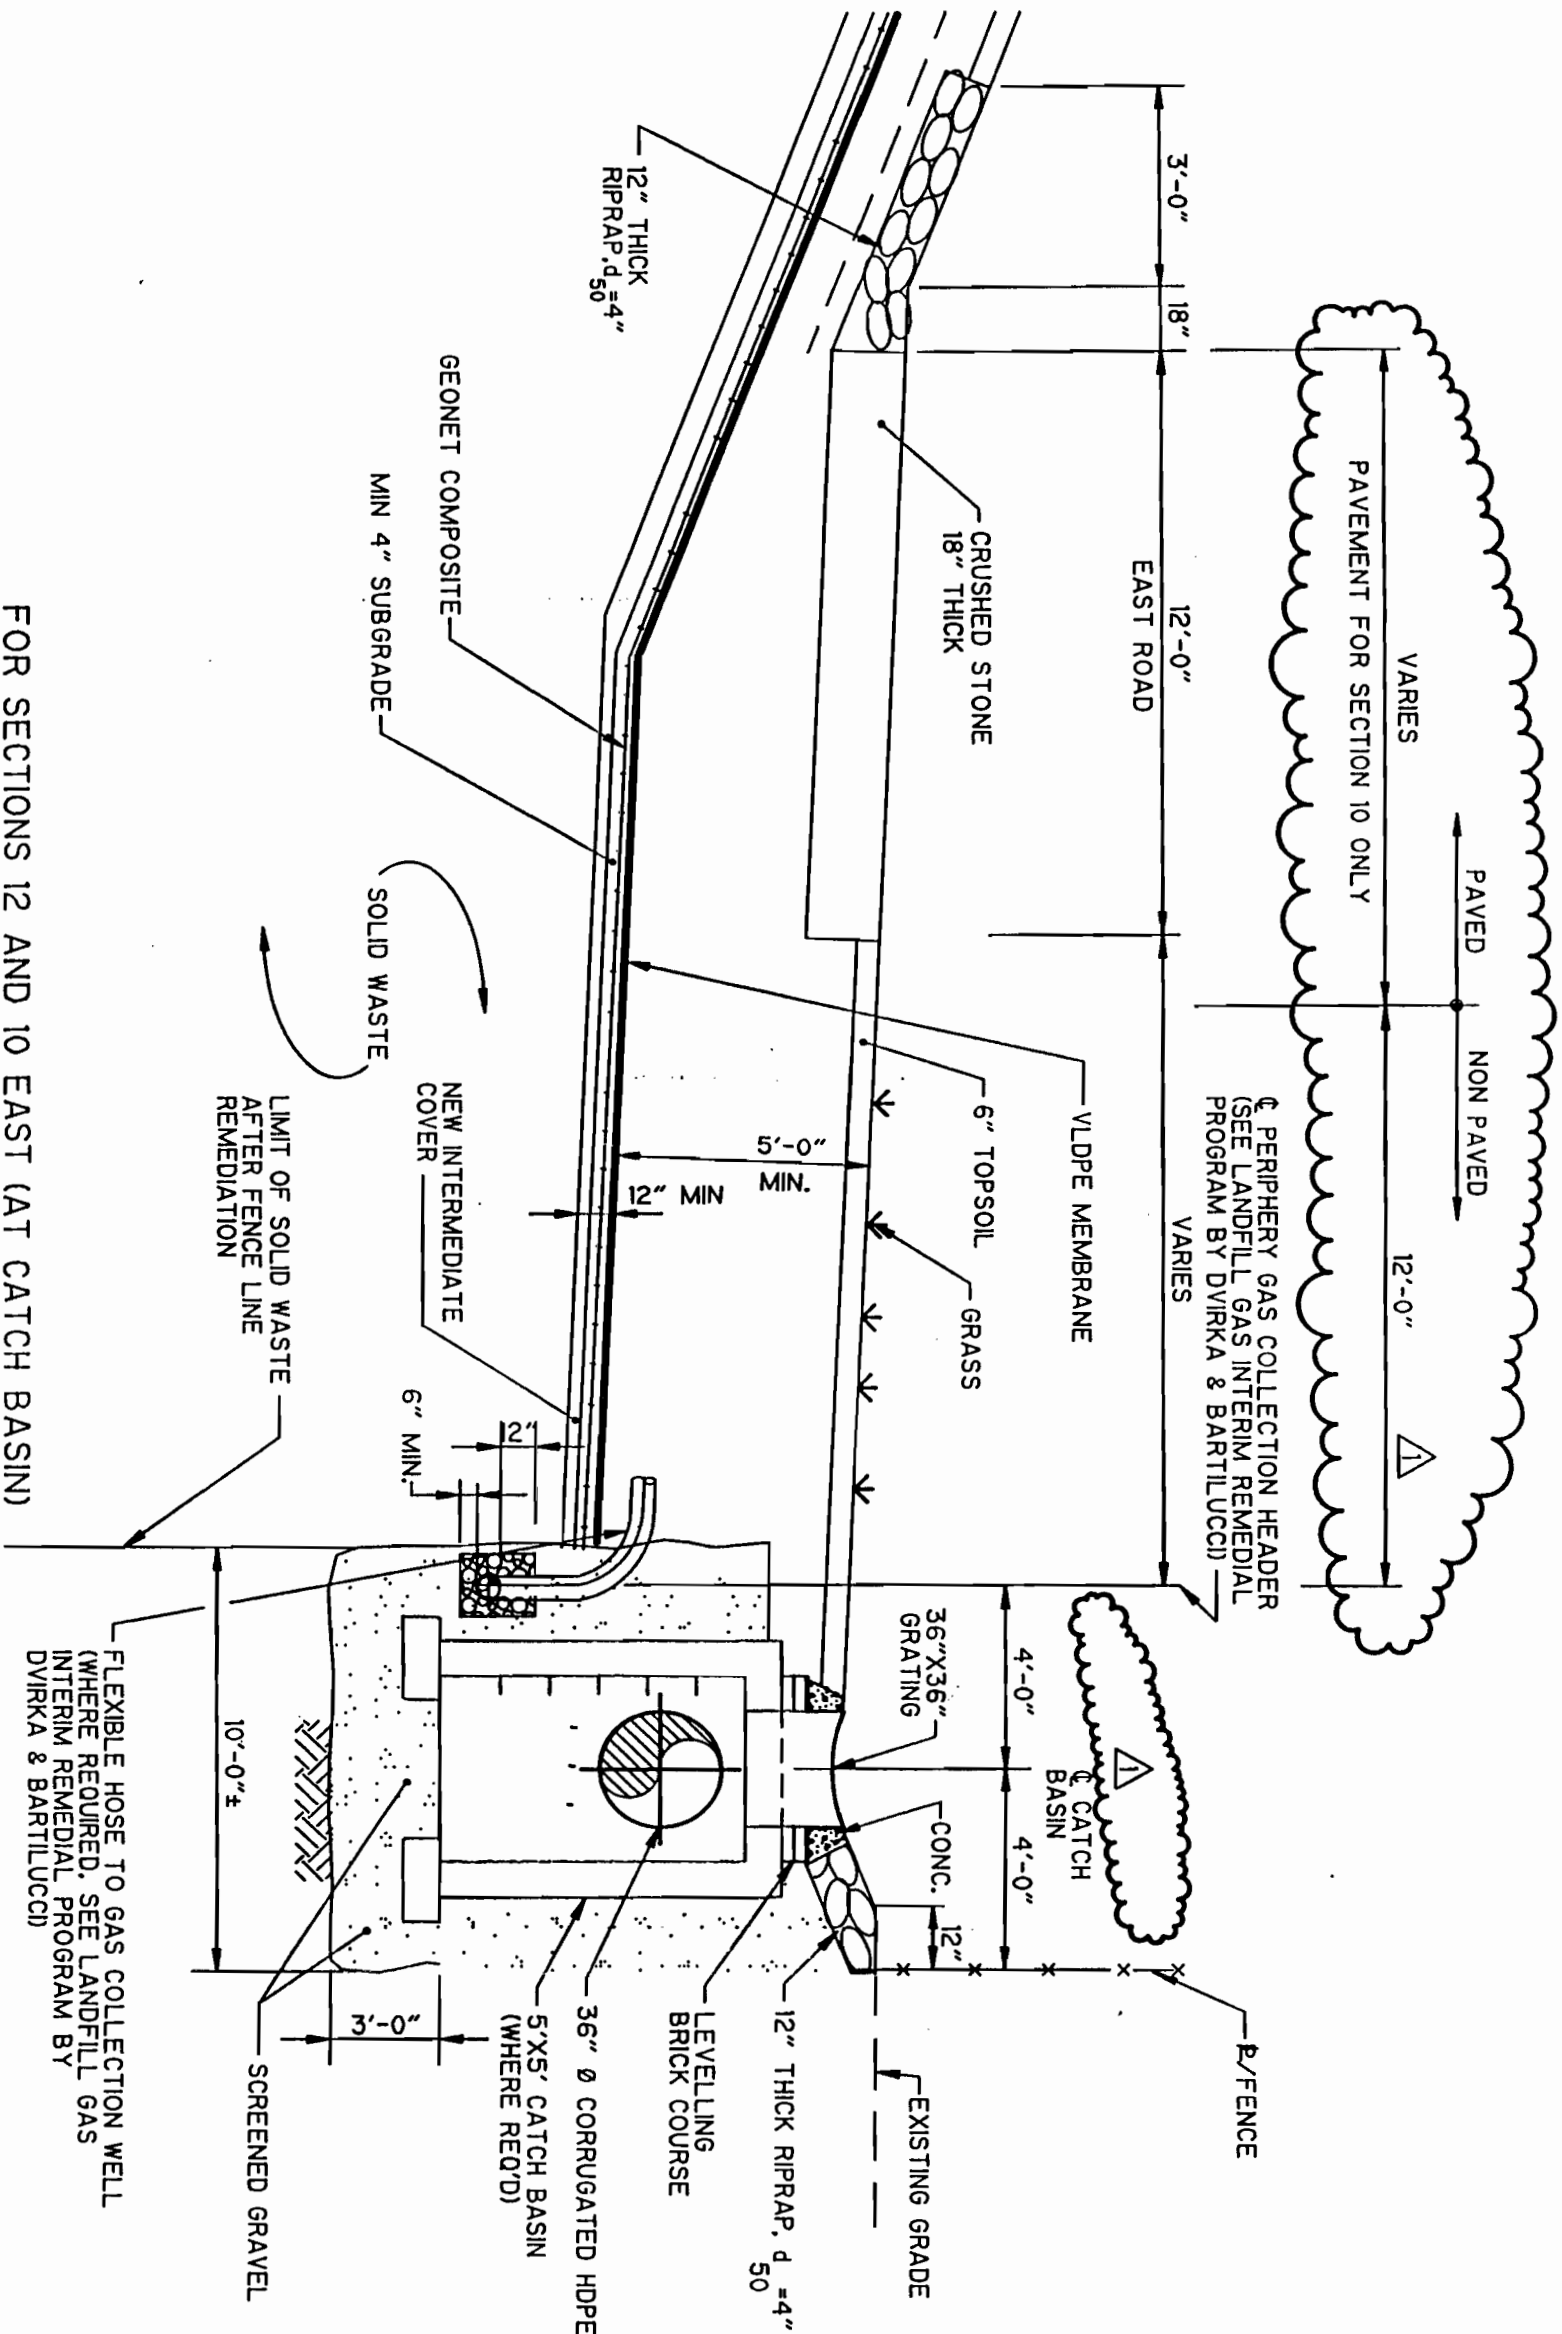 PAVED
NON PAVED
VARIES
PAVEMENT FOR SECTION 10 ONLY
12'-0"
1
℄ PERIPHERY GAS COLLECTION HEADER
(SEE LANDFILL GAS INTERIM REMEDIAL
PROGRAM BY DVIRKA & BARTILUCCI)
3'-0"
18"
12'-0"
EAST ROAD
VARIES
1
℄ CATCH
BASIN
4'-0"
4'-0"
12"
/FENCE
CRUSHED STONE
18" THICK
6" TOPSOIL
VLDPE MEMBRANE
GRASS
36"X36"
GRATING
CONC.
EXISTING GRADE
5'-0"
MIN.
12" MIN
12" THICK
RIPRAP, d50=4"
12" THICK RIPRAP, d50=4"
LEVELLING
BRICK COURSE
36" Ø CORRUGATED HDPE
5'X5' CATCH BASIN
(WHERE REQ'D)
GEONET COMPOSITE
MIN 4" SUBGRADE
SOLID WASTE
NEW INTERMEDIATE
COVER
12"
6" MIN.
3'-0"
LIMIT OF SOLID WASTE
AFTER FENCE LINE
REMEDIATION
10'-0"±
SCREENED GRAVEL
FLEXIBLE HOSE TO GAS COLLECTION WELL
(WHERE REQUIRED. SEE LANDFILL GAS
INTERIM REMEDIAL PROGRAM BY
DVIRKA & BARTILUCCI)
FOR SECTIONS 12 AND 10 EAST (AT CATCH BASIN)